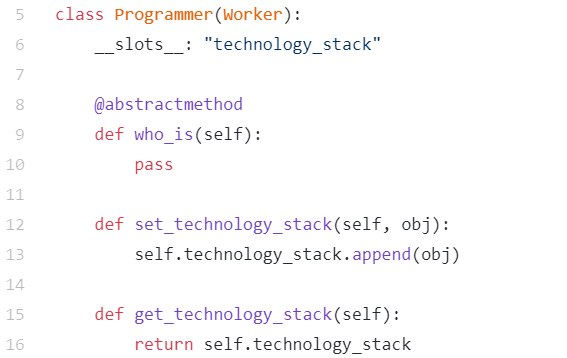 5 class Programmer(Worker):
6     __slots__: "technology_stack"
7
8     @abstractmethod
9     def who_is(self):
10         pass
11
12     def set_technology_stack(self, obj):
13         self.technology_stack.append(obj)
14
15     def get_technology_stack(self):
16         return self.technology_stack